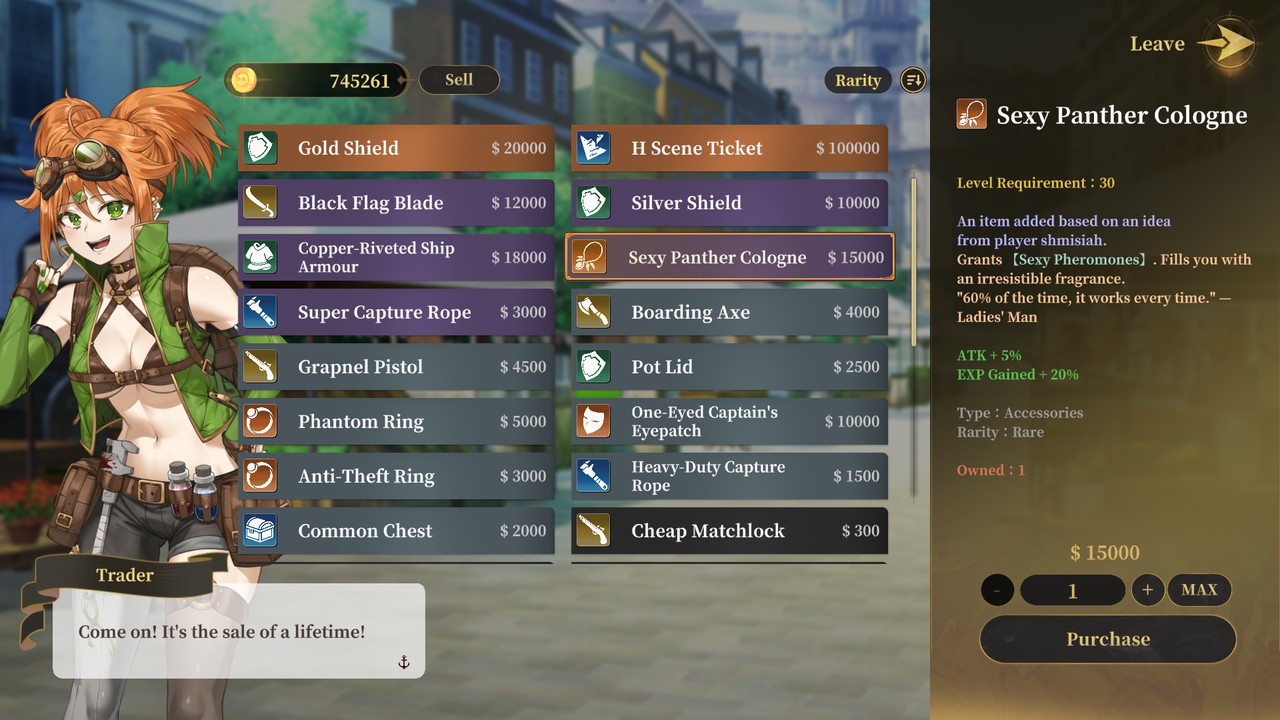 Leave
745261
Sell
Rarity
Gold Shield
$ 20000
H Scene Ticket
$ 100000
Black Flag Blade
$ 12000
Silver Shield
$ 10000
Copper-Riveted Ship
Armour
$ 18000
Sexy Panther Cologne
$ 15000
Super Capture Rope
$ 3000
Boarding Axe
$ 4000
Grapnel Pistol
$ 4500
Pot Lid
$ 2500
Phantom Ring
$ 5000
One-Eyed Captain's
Eyepatch
$ 10000
Anti-Theft Ring
$ 3000
Heavy-Duty Capture
Rope
$ 1500
Common Chest
$ 2000
Cheap Matchlock
$ 300
Trader
Come on! It's the sale of a lifetime!
Sexy Panther Cologne
Level Requirement：30
An item added based on an idea
from player shmisiah.
Grants 【Sexy Pheromones】. Fills you with
an irresistible fragrance.
"60% of the time, it works every time." —
Ladies' Man
ATK + 5%
EXP Gained + 20%
Type：Accessories
Rarity：Rare
Owned：1
$ 15000
-
1
+
MAX
Purchase